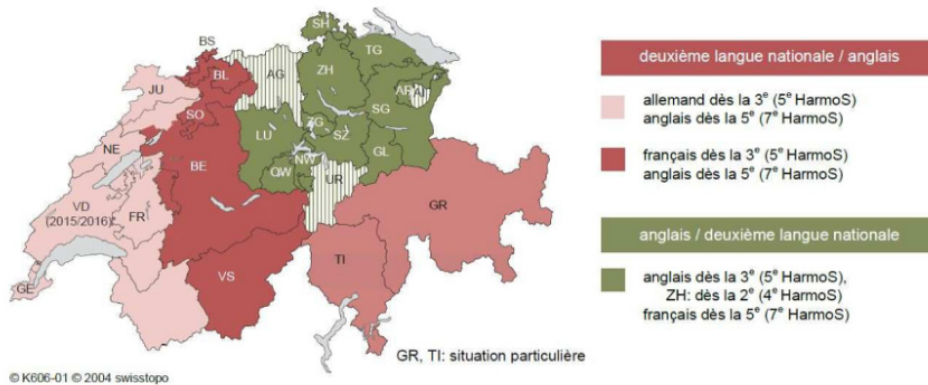 SH
BS
TG
BL
AG
ZH
JU
AR
AI
SO
SG
ZG
LU
SZ
NE
NW
GL
BE
OW
UR
VD
(2015/2016)
FR
GR
TI
GE
VS
GR, TI: situation particulière
© K606-01 © 2004 swisstopo
deuxième langue nationale / anglais
allemand dès la 3e (5e HarmoS)
anglais dès la 5e (7e HarmoS)
français dès la 3e (5e HarmoS)
anglais dès la 5e (7e HarmoS)
anglais / deuxième langue nationale
anglais dès la 3e (5e HarmoS),
ZH: dès la 2e (4e HarmoS)
français dès la 5e (7e HarmoS)